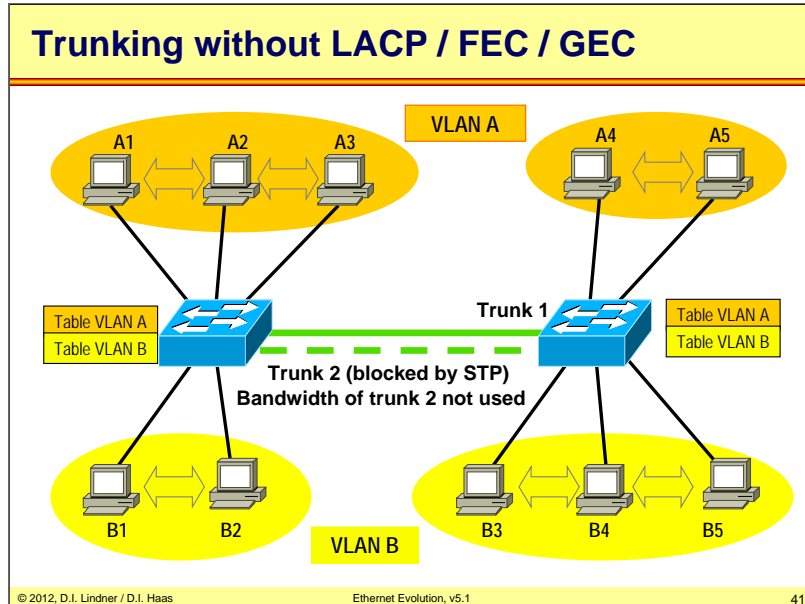 Trunking without LACP / FEC / GEC
VLAN A
A1
A2
A3
A4
A5
Table VLAN A
Table VLAN B
Trunk 1
Table VLAN A
Table VLAN B
Trunk 2 (blocked by STP)
Bandwidth of trunk 2 not used
B1
B2
VLAN B
B3
B4
B5
© 2012, D.I. Lindner / D.I. Haas
Ethernet Evolution, v5.1
41